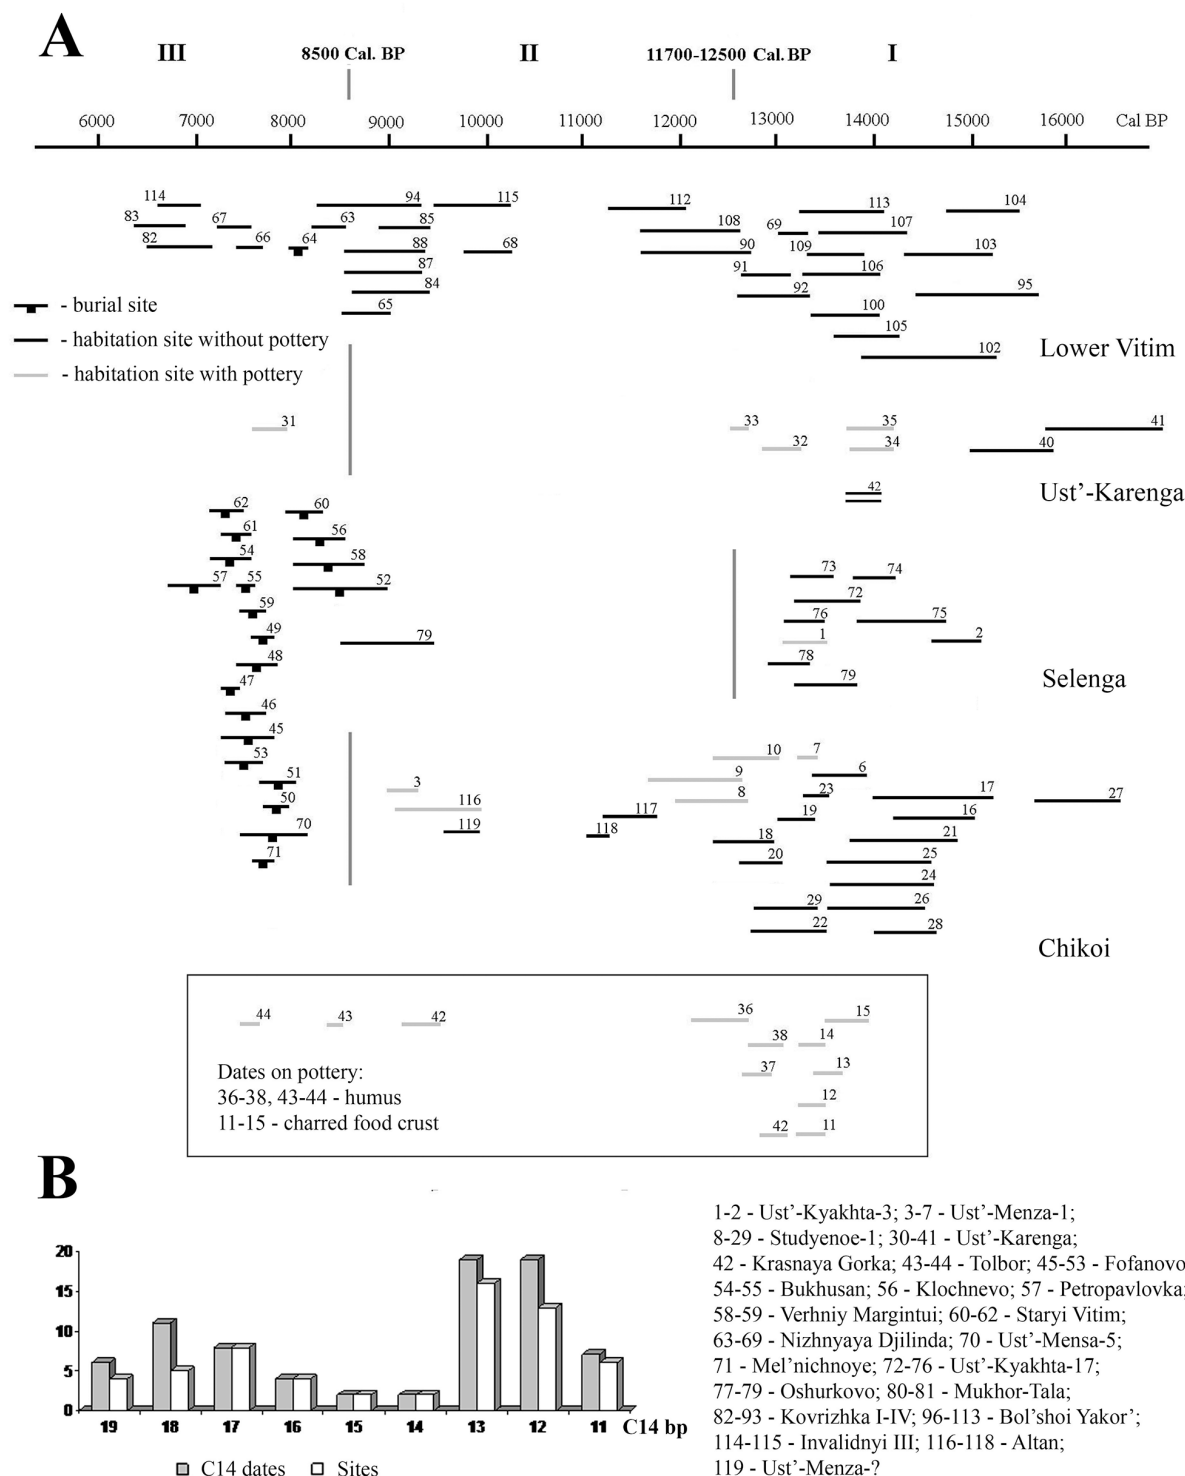 A
III 8500 Cal. BP II 11700-12500 Cal. BP I
6000 7000 8000 9000 10000 11000 12000 13000 14000 15000 16000 Cal BP
114 94 115 112 113 104
83 67 63 85 108 69 107
82 66 64 88 68 90 109 103
87 91 106
84 92 95
- burial site
65 100
105
- habitation site without pottery
102 Lower Vitim
- habitation site with pottery
31 33 35 41
32 34 40
42
Ust'-Karenga
62 60
61 56
54 58
57 55 52 73 74
59 72
76 75
49 79 1 2
48 78
47 79 Selenga
46
45
53 10 7
51 3 9 6
50 116 8 23 17 27
117 19 16
70 119 118 18 21
71 20 25
24
29 26
22 28
Chikoi
44 43 42 36 15
38 14
Dates on pottery:
37 13
36-38, 43-44 - humus
12
11-15 - charred food crust
42 11
B
1-2 - Ust'-Kyakhta-3; 3-7 - Ust'-Menza-1;
8-29 - Studyenoe-1; 30-41 - Ust'-Karenga;
42 - Krasnaya Gorka; 43-44 - Tolbor; 45-53 - Fofanovo
54-55 - Bukhusan; 56 - Klochnevo; 57 - Petropavlovka;
58-59 - Verhniy Margintui; 60-62 - Staryi Vitim;
63-69 - Nizhnyaya Djilinda; 70 - Ust'-Mensa-5;
71 - Mel'nichnoye; 72-76 - Ust'-Kyakhta-17;
77-79 - Oshurkovo; 80-81 - Mukhor-Tala;
82-93 - Kovrizhka I-IV; 96-113 - Bol'shoi Yakor';
114-115 - Invalidnyi III; 116-118 - Altan;
119 - Ust'-Menza-?
20
15
10
5
0
19 18 17 16 15 14 13 12 11 C14 bp
C14 dates Sites